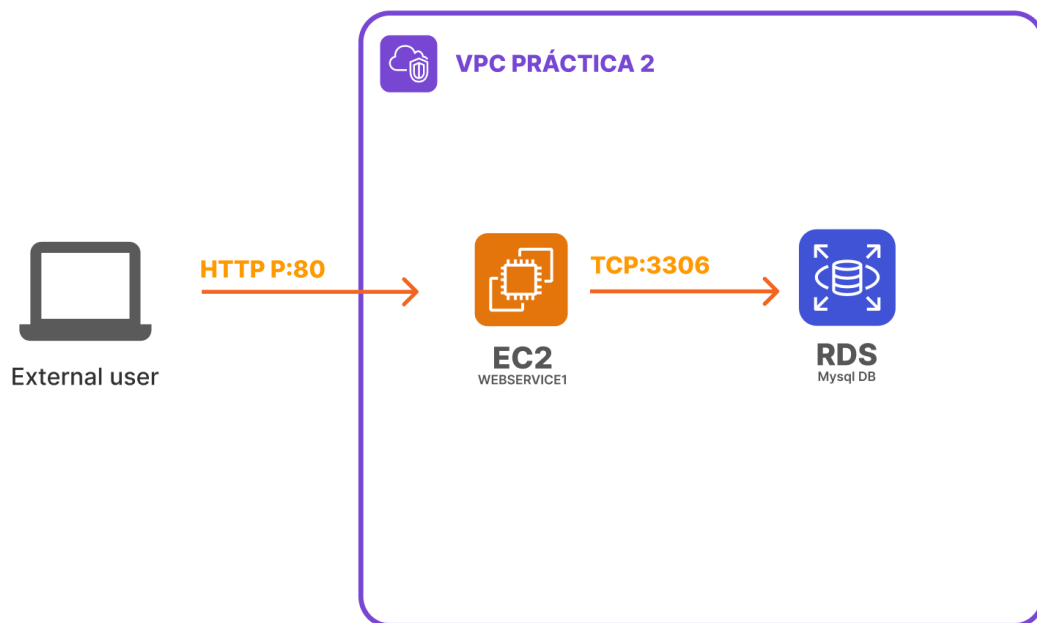 VPC PRÁCTICA 2
HTTP P:80
TCP:3306
External user
EC2
WEBSERVICE1
RDS
Mysql DB